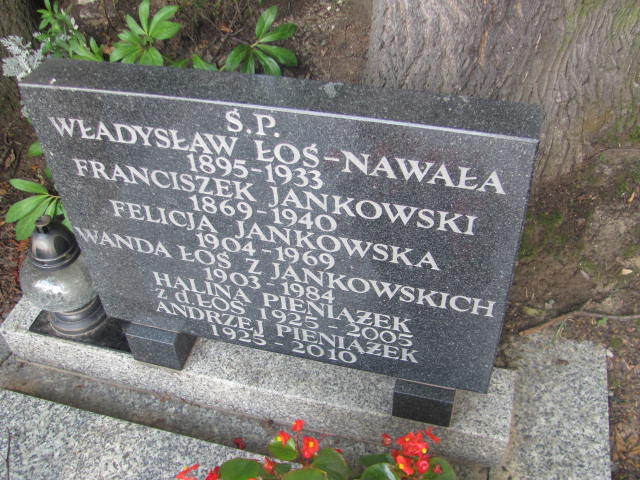 Ś.P.
WŁADYSŁAW ŁOŚ-NAWAŁA
1895-1933
FRANCISZEK JANKOWSKI
1869-1940
FELICJA JANKOWSKA
1904-1969
WANDA ŁOŚ Z JANKOWSKICH
1903-1984
HALINA PIENIĄŻEK
z d.ŁOŚ 1925-2005
ANDRZEJ PIENIĄŻEK
1925-2010